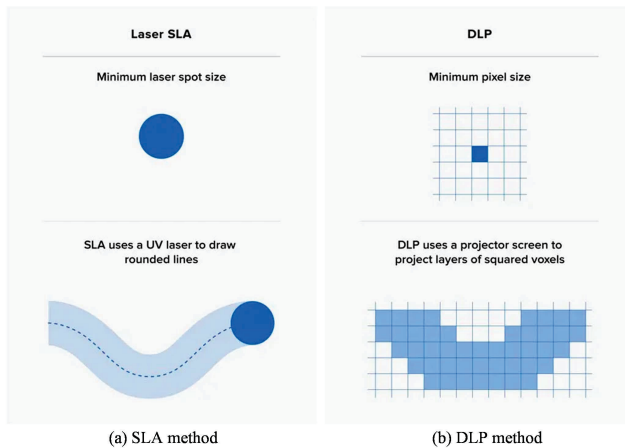 Laser SLA
Minimum laser spot size
SLA uses a UV laser to draw
rounded lines
(a) SLA method
DLP
Minimum pixel size
DLP uses a projector screen to
project layers of squared voxels
(b) DLP method